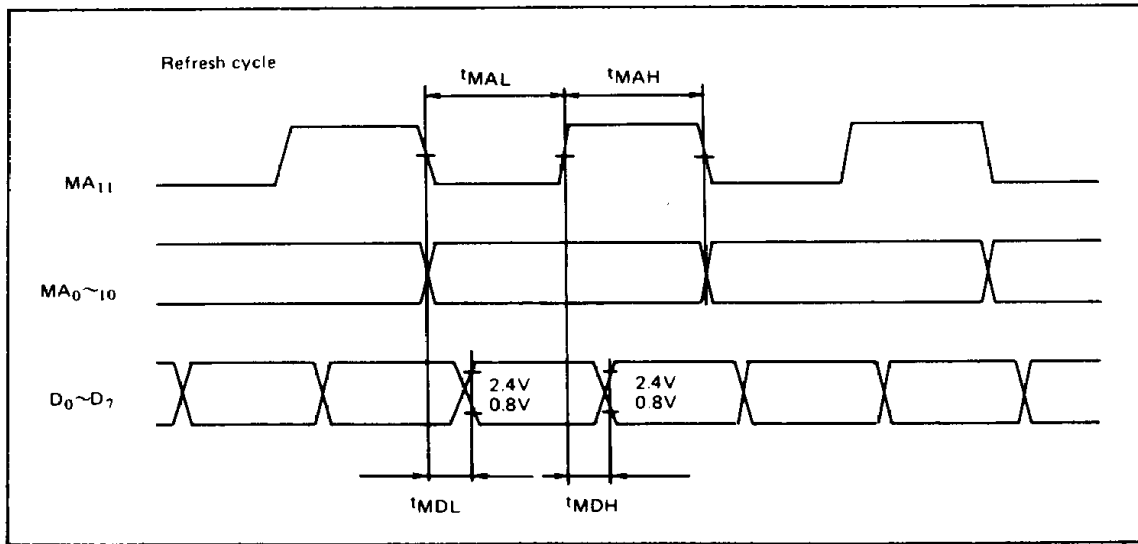 Refresh cycle
tMAL tMAH
MA11
MA0~10
D0~D7
2.4V 2.4V
0.8V 0.8V
tMDL tMDH